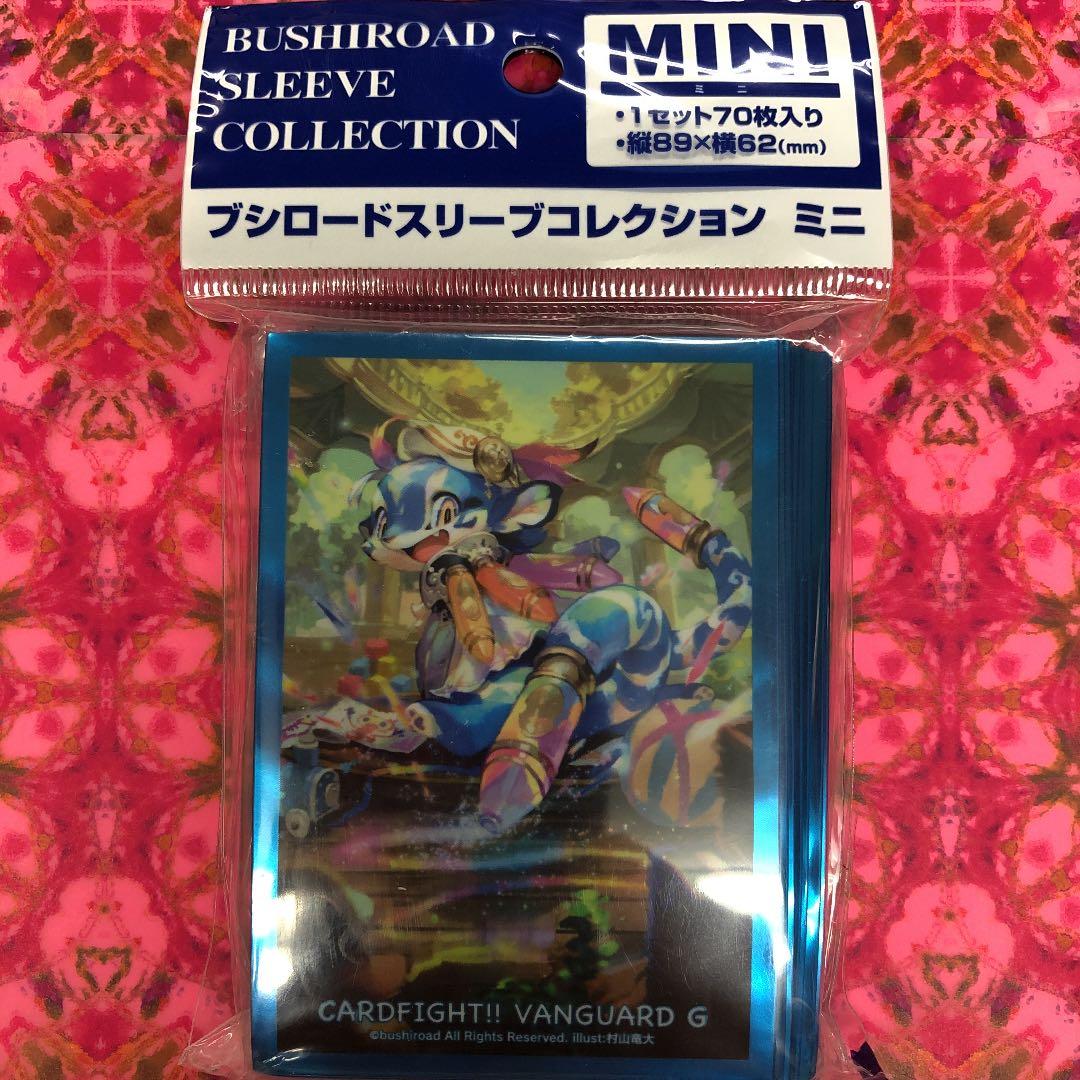 BUSHIROAD
SLEEVE
COLLECTION
MINI
ミニ
・1セット70枚入り
・縦89×横62(mm)
ブシロードスリーブコレクション ミニ
CARDFIGHT!! VANGUARD G
©bushiroad All Rights Reserved. illust:村山竜大